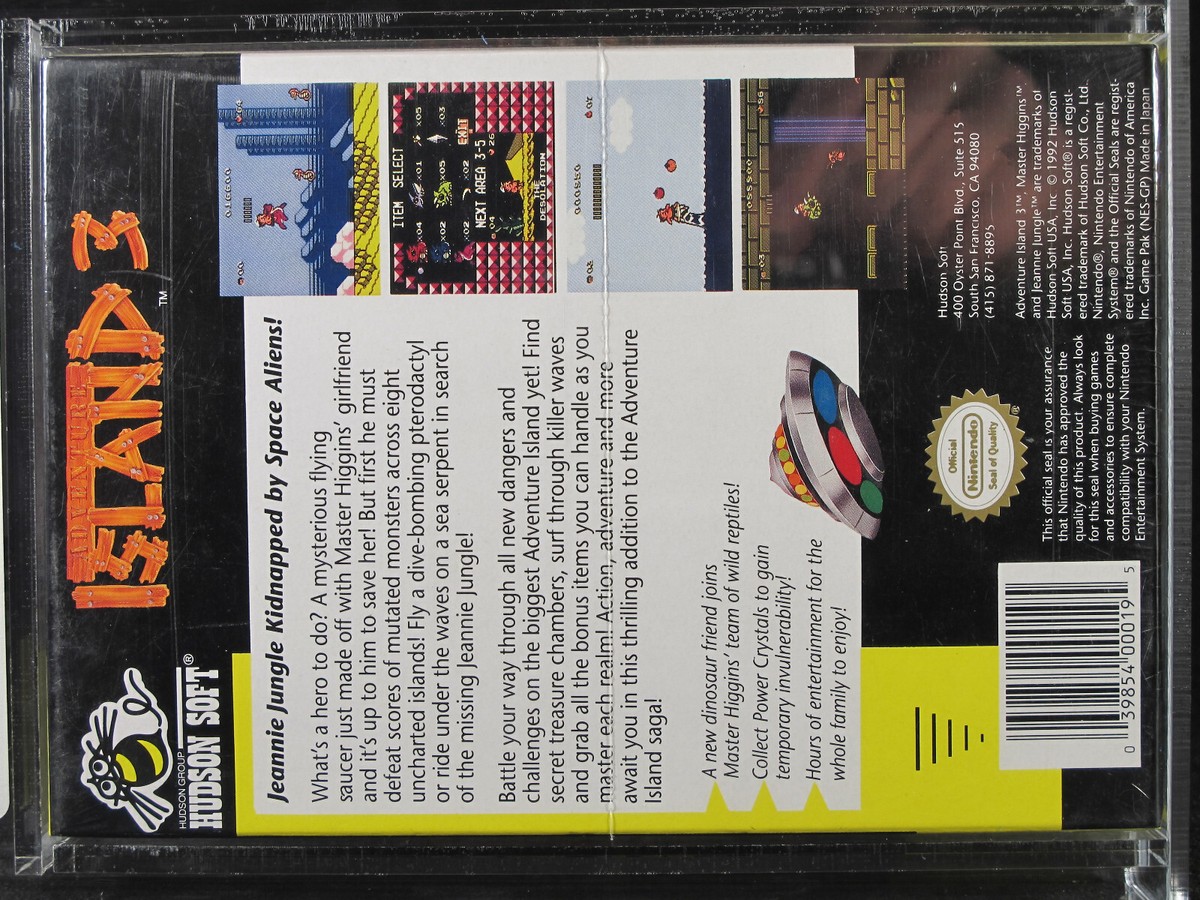 ADVENTURE
ISLAND 3
™
HUDSON GROUP
HUDSON SOFT®
Jeannie Jungle Kidnapped by Space Aliens!
What's a hero to do? A mysterious flying
saucer just made off with Master Higgins' girlfriend
and it's up to him to save her! But first he must
defeat scores of mutated monsters across eight
uncharted islands! Fly a dive-bombing pterodactyl
or ride under the waves on a sea serpent in search
of the missing Jeannie Jungle!
Battle your way through all new dangers and
challenges on the biggest Adventure Island yet! Find
secret treasure chambers, surf through killer waves
and grab all the bonus items you can handle as you
master each realm! Action, adventure and more
await you in this thrilling addition to the Adventure
Island saga!
A new dinosaur friend joins
Master Higgins' team of wild reptiles!
Collect Power Crystals to gain
temporary invulnerability!
Hours of entertainment for the
whole family to enjoy!
ITEM SELECT
×04 ×01 ×05
×02 ×05 ×03
×02 ×02 EXIT
NEXT AREA 3-5
THE
DESOLATION
Hudson Soft
400 Oyster Point Blvd., Suite 515
South San Francisco, CA 94080
(415) 871-8895
Adventure Island 3™, Master Higgins™
and Jeannie Jungle™ are trademarks of
Hudson Soft USA, Inc © 1992 Hudson
Soft USA, Inc. Hudson Soft® is a regist-
ered trademark of Hudson Soft Co., Ltd.
Nintendo®, Nintendo Entertainment
System® and the Official Seals are regist-
ered trademarks of Nintendo of America
Inc. Game Pak (NES-GP) Made in Japan
Official
Nintendo
Seal of Quality
®
This official seal is your assurance
that Nintendo has approved the
quality of this product. Always look
for this seal when buying games
and accessories to ensure complete
compatibility with your Nintendo
Entertainment System.
0 39854 00019 5